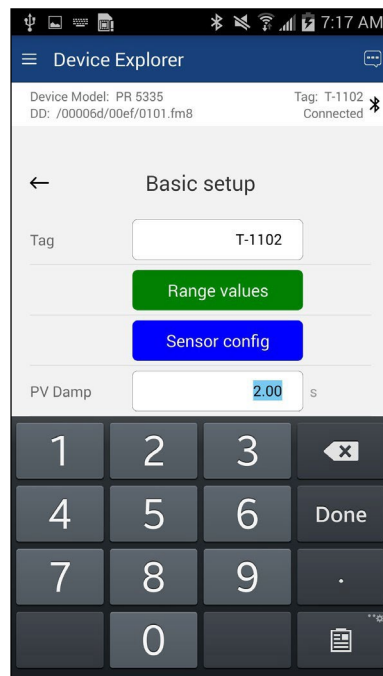 7:17 AM
Device Explorer
Device Model: PR 5335
Tag: T-1102
DD: /00006d/00ef/0101.fm8
Connected
Basic setup
Tag
T-1102
Range values
Sensor config
PV Damp
2.00
s
1
2
3
4
5
6
Done
7
8
9
.
0